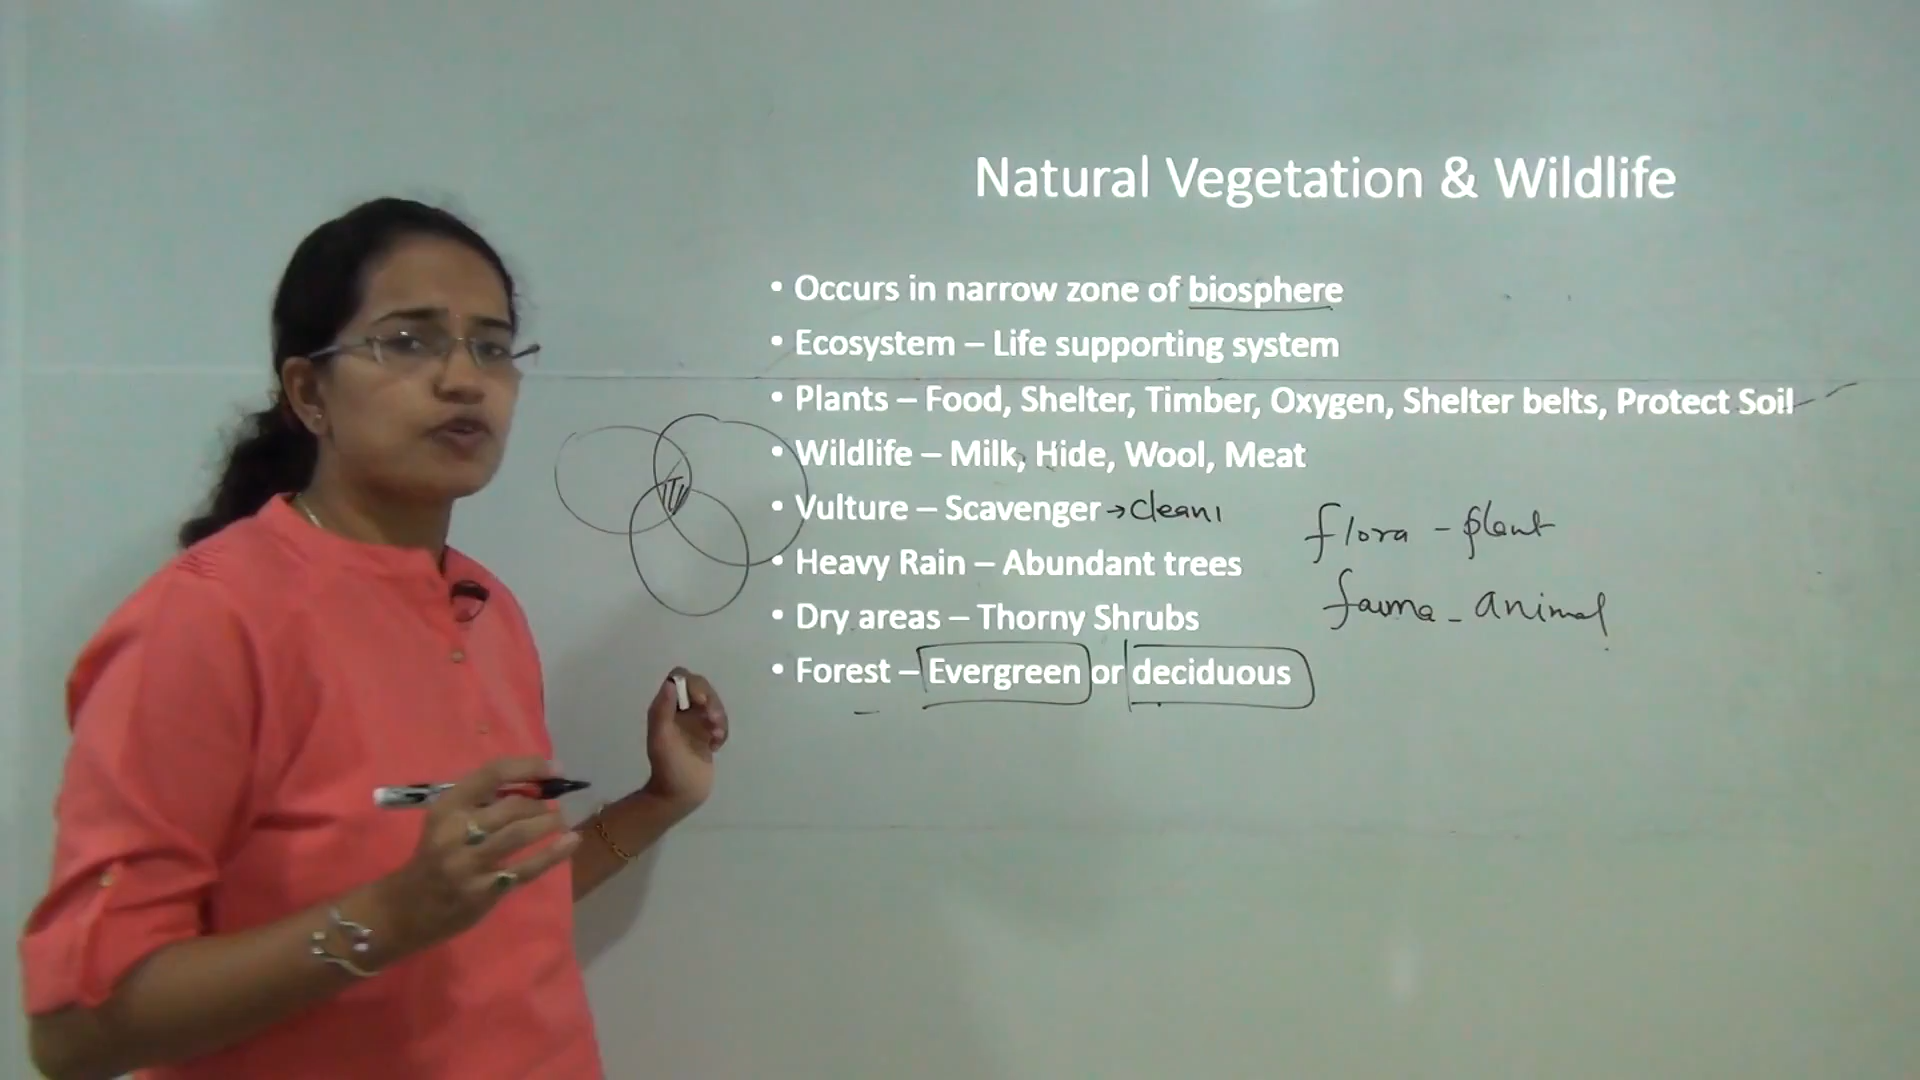 Natural Vegetation & Wildlife
• Occurs in narrow zone of biosphere
• Ecosystem – Life supporting system
• Plants – Food, Shelter, Timber, Oxygen, Shelter belts, Protect Soil
• Wildlife – Milk, Hide, Wool, Meat
• Vulture – Scavenger → clean
• Heavy Rain – Abundant trees
• Dry areas – Thorny Shrubs
• Forest – Evergreen or deciduous
flora - plant
fauna - animal